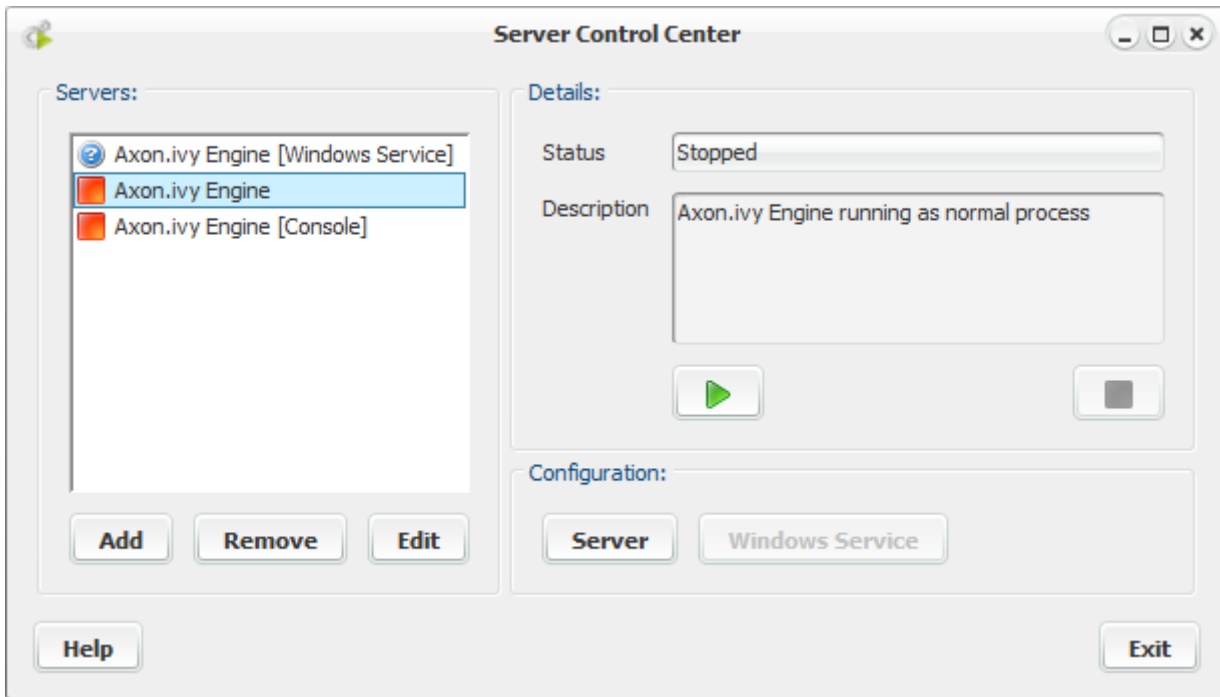 Server Control Center
Servers:
Axon.ivy Engine [Windows Service]
Axon.ivy Engine
Axon.ivy Engine [Console]
Add
Remove
Edit
Details:
Status
Stopped
Description
Axon.ivy Engine running as normal process
Configuration:
Server
Windows Service
Help
Exit